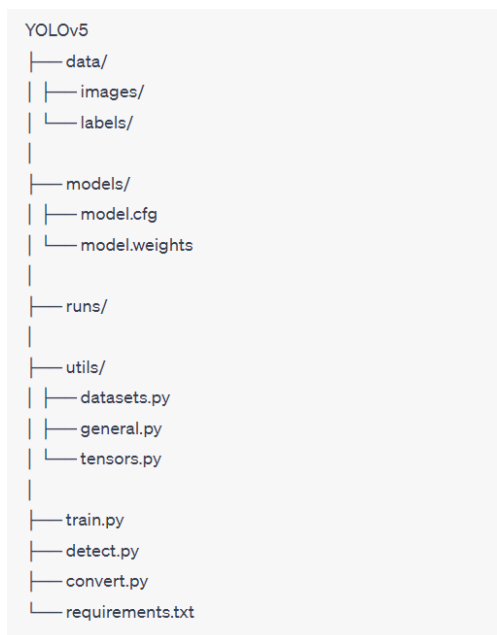 YOLOv5
├── data/
│ ├── images/
│ └── labels/
│
├── models/
│ ├── model.cfg
│ └── model.weights
│
├── runs/
│
├── utils/
│ ├── datasets.py
│ ├── general.py
│ └── tensors.py
│
├── train.py
├── detect.py
├── convert.py
└── requirements.txt